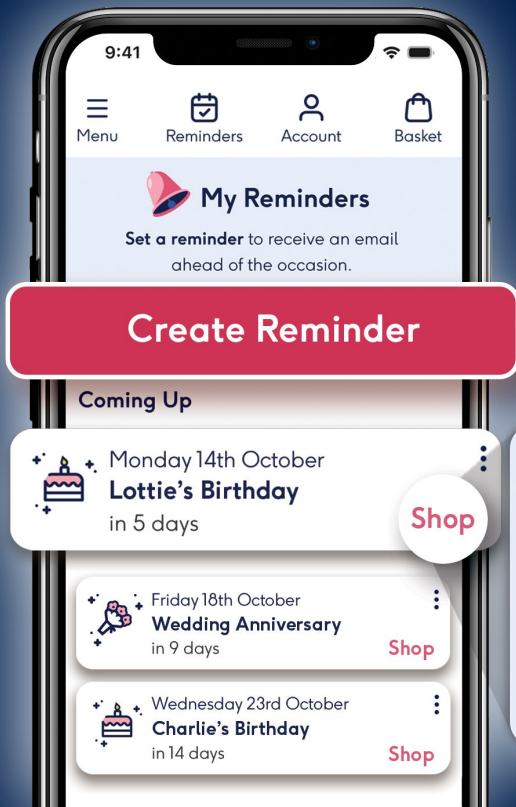 9:41
Menu
Reminders
Account
Basket
My Reminders
Set a reminder to receive an email
ahead of the occasion.
Create Reminder
Coming Up
Monday 14th October
Lottie's Birthday
in 5 days
Shop
Friday 18th October
Wedding Anniversary
in 9 days
Shop
Wednesday 23rd October
Charlie's Birthday
in 14 days
Shop